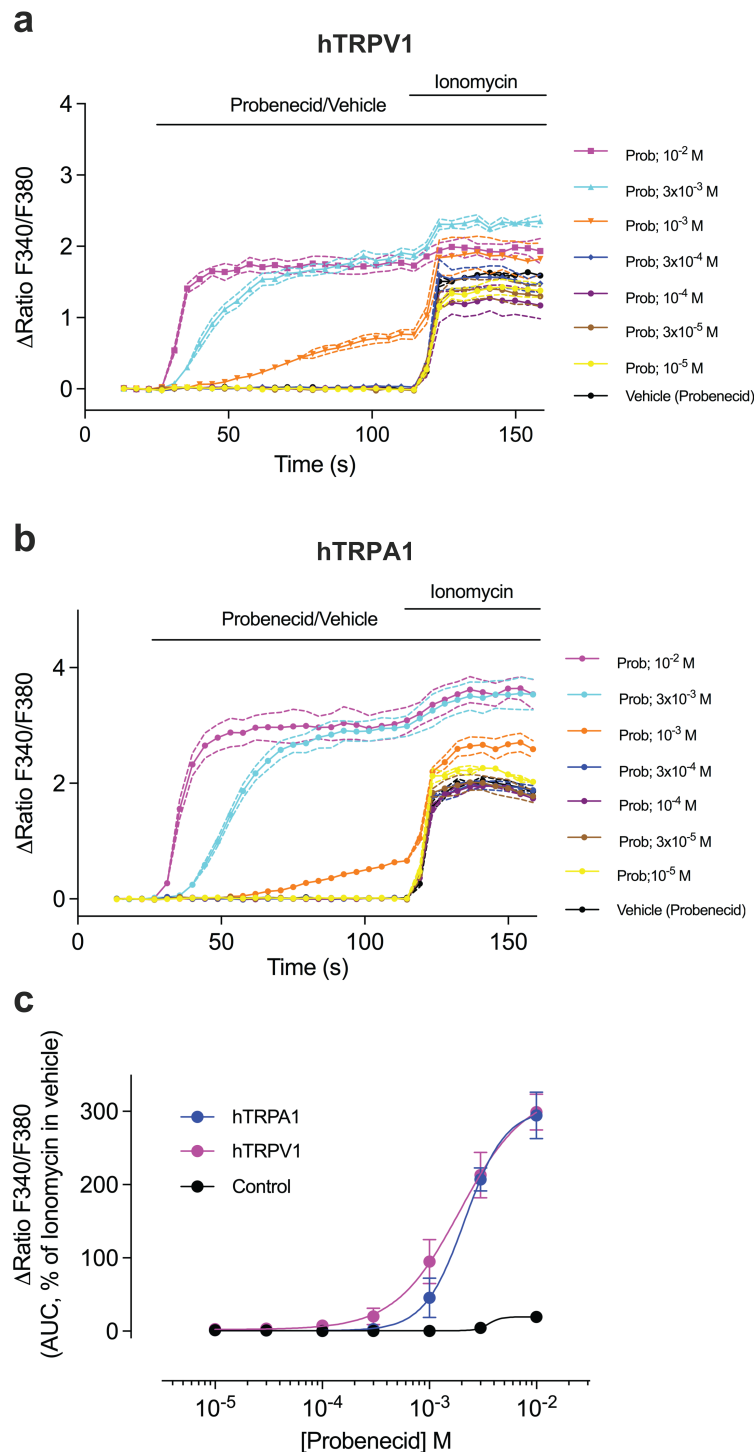 a
hTRPV1
Ionomycin
Probenecid/Vehicle
4
3
2
1
0
ΔRatio F340/F380
0 50 100 150
Time (s)
Prob; 10⁻² M
Prob; 3x10⁻³ M
Prob; 10⁻³ M
Prob; 3x10⁻⁴ M
Prob; 10⁻⁴ M
Prob; 3x10⁻⁵ M
Prob; 10⁻⁵ M
Vehicle (Probenecid)
b
hTRPA1
Ionomycin
Probenecid/Vehicle
4
2
0
ΔRatio F340/F380
0 50 100 150
Time (s)
Prob; 10⁻² M
Prob; 3x10⁻³ M
Prob; 10⁻³ M
Prob; 3x10⁻⁴ M
Prob; 10⁻⁴ M
Prob; 3x10⁻⁵ M
Prob;10⁻⁵ M
Vehicle (Probenecid)
c
ΔRatio F340/F380
(AUC, % of Ionomycin in vehicle)
300
200
100
0
hTRPA1
hTRPV1
Control
10⁻⁵ 10⁻⁴ 10⁻³ 10⁻²
[Probenecid] M